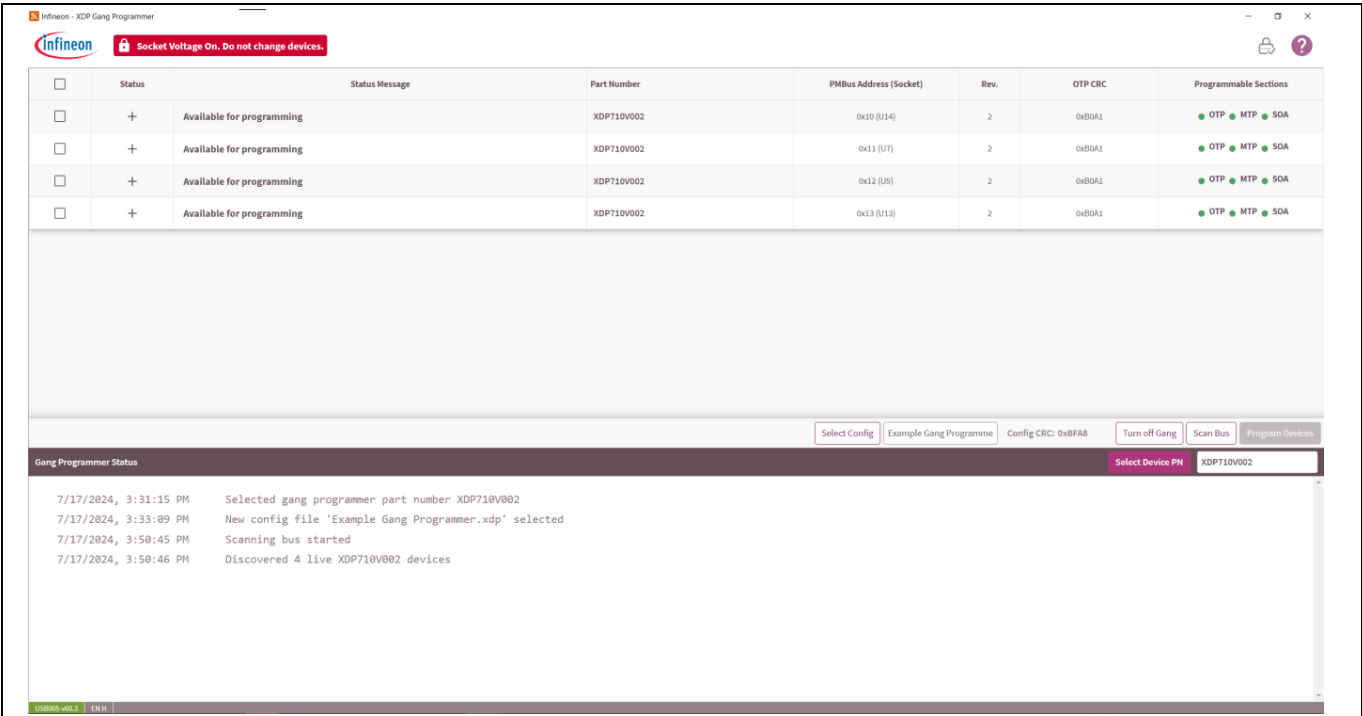 Infineon - XDP Gang Programmer
infineon
Socket Voltage On. Do not change devices.
?
Status Status Message Part Number PMBus Address (Socket) Rev. OTP CRC Programmable Sections
+ Available for programming XDP710V002 0x10 (U14) 2 0xB0A1 OTP MTP SOA
+ Available for programming XDP710V002 0x11 (U7) 2 0xB0A1 OTP MTP SOA
+ Available for programming XDP710V002 0x12 (U5) 2 0xB0A1 OTP MTP SOA
+ Available for programming XDP710V002 0x13 (U13) 2 0xB0A1 OTP MTP SOA
Select Config Example Gang Programme Config CRC: 0xBFA8 Turn off Gang Scan Bus Program Devices
Gang Programmer Status Select Device PN XDP710V002
7/17/2024, 3:31:15 PM Selected gang programmer part number XDP710V002
7/17/2024, 3:33:09 PM New config file 'Example Gang Programmer.xdp' selected
7/17/2024, 3:50:45 PM Scanning bus started
7/17/2024, 3:50:46 PM Discovered 4 live XDP710V002 devices
USB005 v60.3 EN H